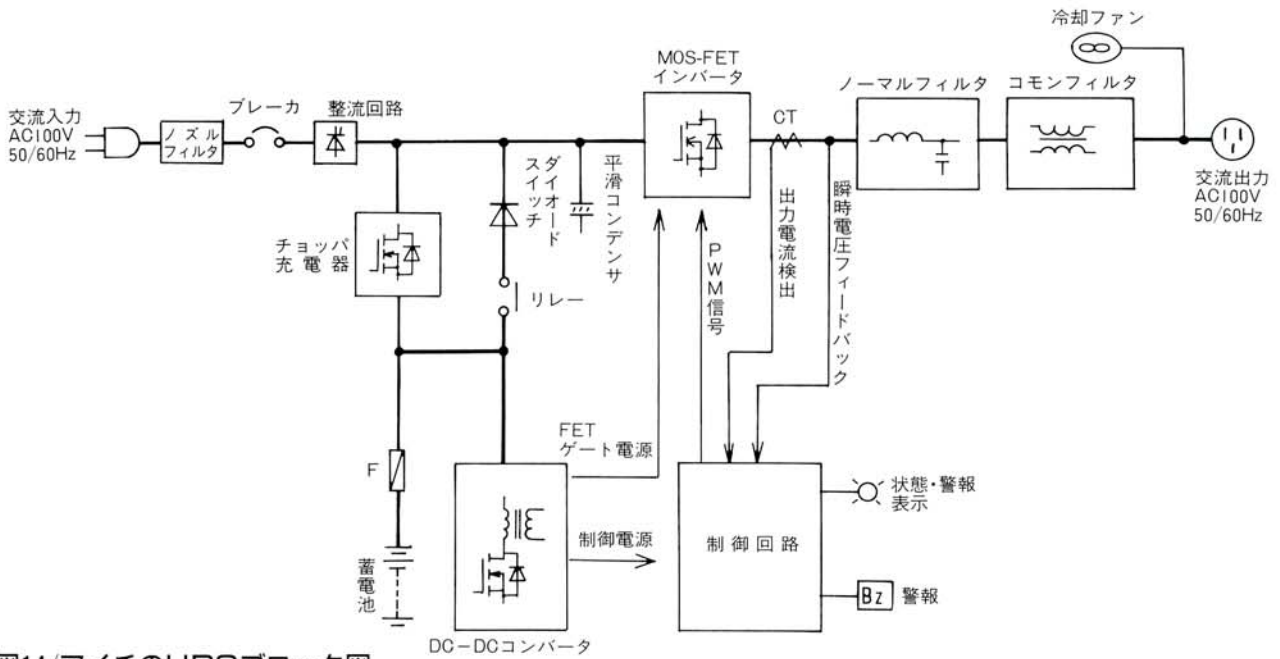 冷却ファン
MOS-FET
インバータ
ノーマルフィルタ
コモンフィルタ
交流入力
AC100V
50/60Hz
ノズル
フィルタ
ブレーカ
整流回路
CT
交流出力
AC100V
50/60Hz
チョッパ
充電器
ダイオード
スイッチ
平滑コンデンサ
リレー
PWM信号
出力電流検出
瞬時電圧フィードバック
F
蓄電池
FET
ゲート電源
制御電源
制御回路
状態・警報
表示
Bz
警報
DC-DCコンバータ